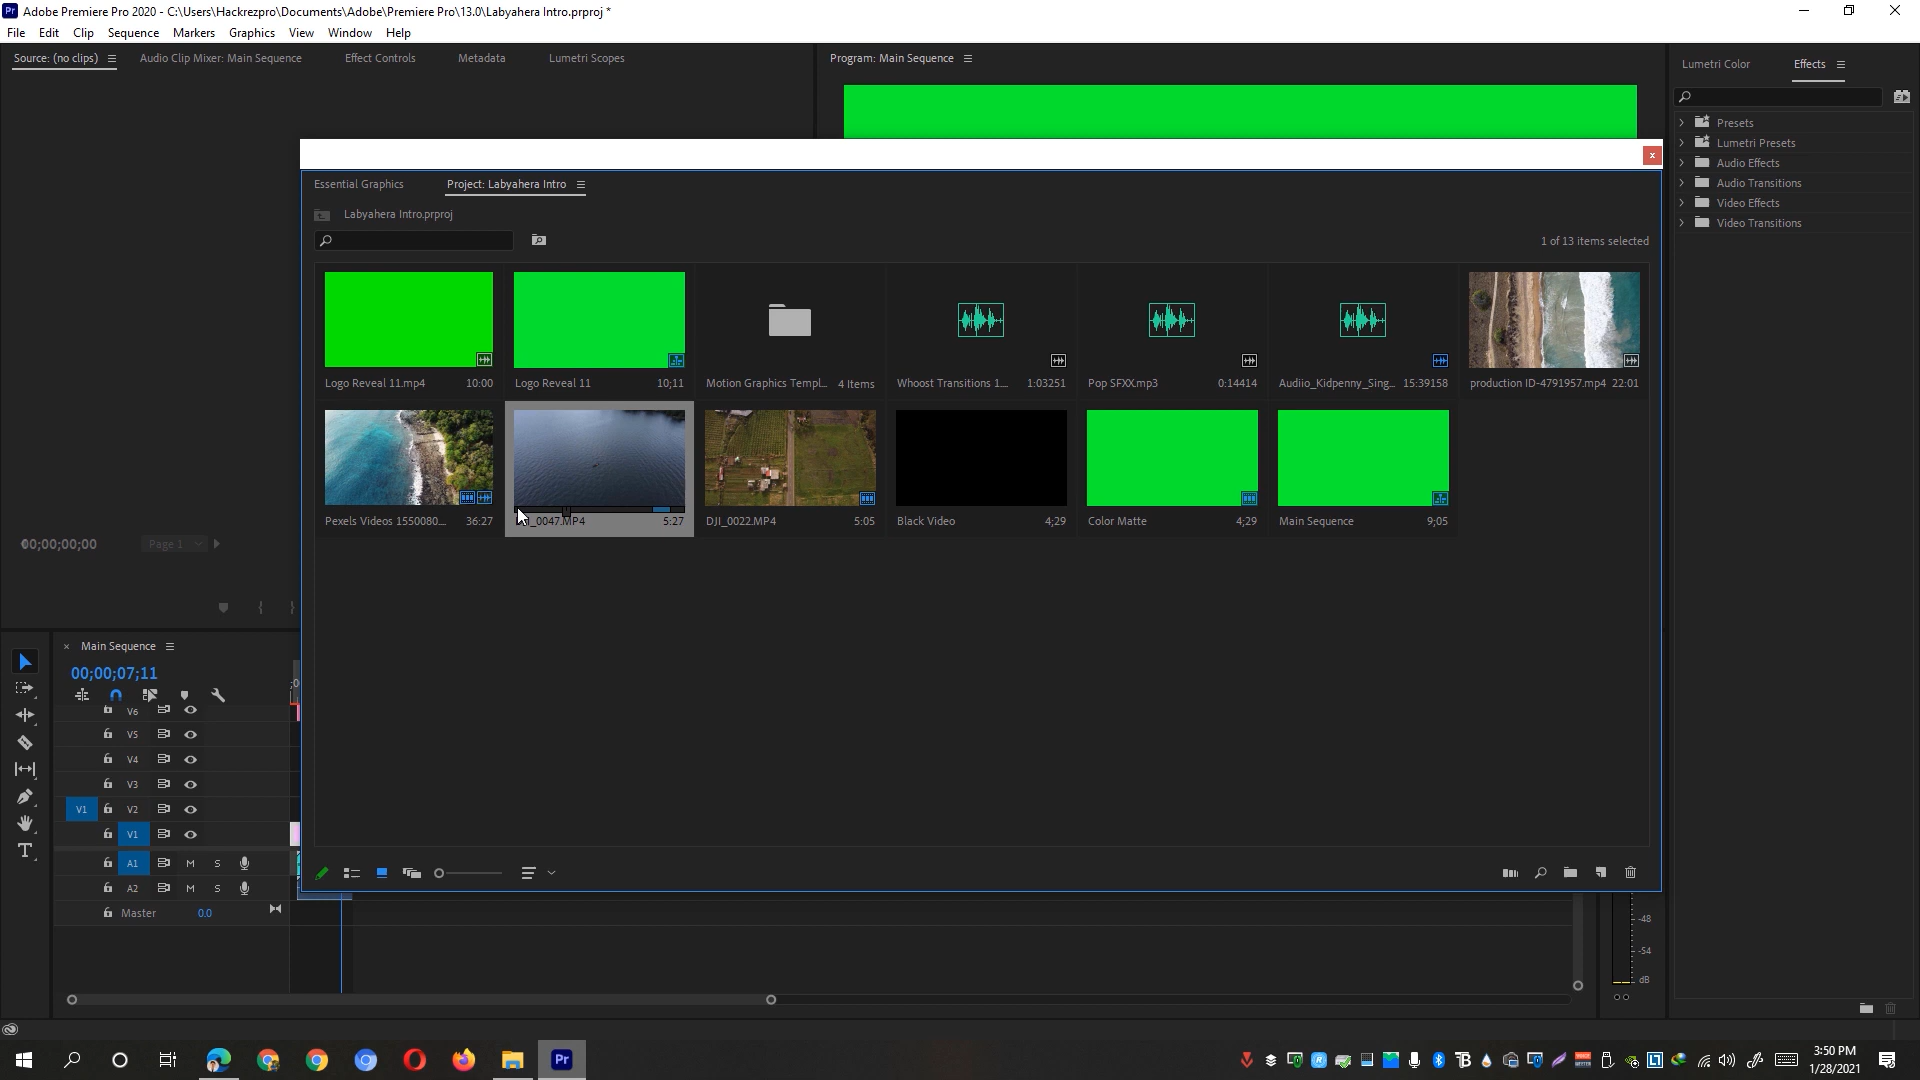 Adobe Premiere Pro 2020 - C:\Users\Hackrezpro\Documents\Adobe\Premiere Pro\13.0\Labyahera Intro.prproj *
File Edit Clip Sequence Markers Graphics View Window Help
Source: (no clips) Audio Clip Mixer: Main Sequence Effect Controls Metadata Lumetri Scopes
Program: Main Sequence
Lumetri Color Effects
Presets
Lumetri Presets
Audio Effects
Audio Transitions
Video Effects
Video Transitions
Essential Graphics Project: Labyahera Intro
Labyahera Intro.prproj
1 of 13 items selected
Logo Reveal 11.mp4 10:00
Logo Reveal 11 10;11
Motion Graphics Templ... 4 Items
Whoost Transitions 1... 1:03251
Pop SFXX.mp3 0:14414
Audiio_Kidpenny_Sing... 15:39158
production ID-4791957.mp4 22:01
Pexels Videos 1550080... 36:27
_0047.MP4 5:27
DJI_0022.MP4 5:05
Black Video 4;29
Color Matte 4;29
Main Sequence 9;05
00;00;00;00 Page 1
Main Sequence
00;00;07;11
V6
V5
V4
V3
V1 V2
V1
A1 M S
A2 M S
Master 0.0
-48
-54
dB
Pr
3:50 PM
1/28/2021